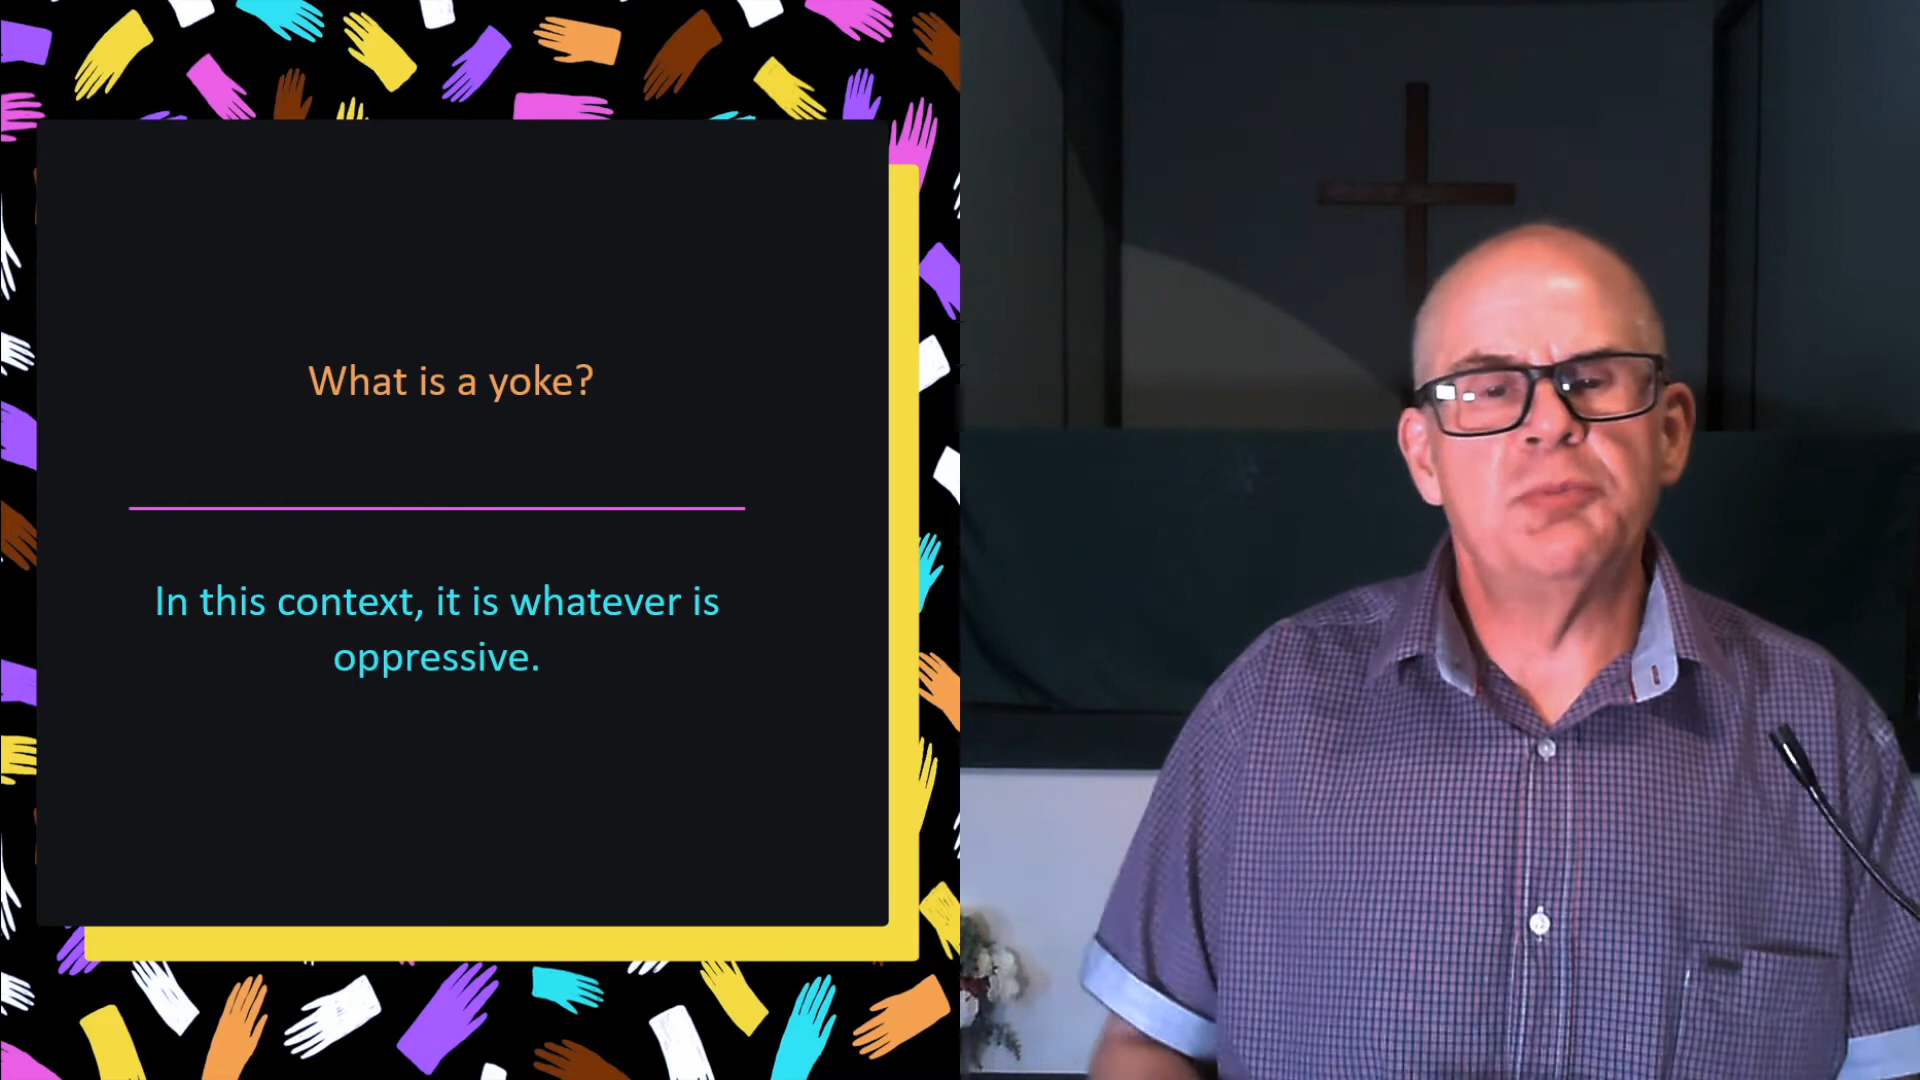 What is a yoke?
In this context, it is whatever is
oppressive.